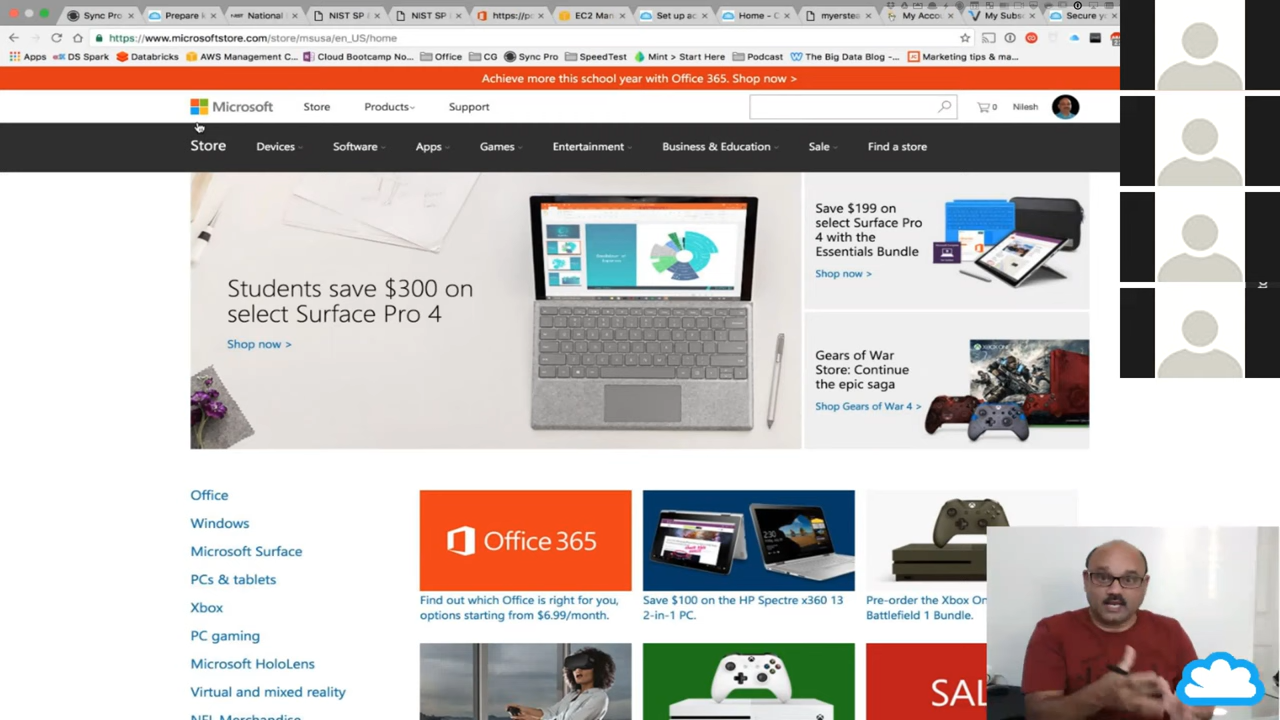 Sync Pro
Prepare k
National
NIST SP
NIST SP
EC2 Man
Set up ac
Home - C
myerstea
My Acco
My Subs
Secure y
https://www.microsoftstore.com/store/msusa/en_US/home
Apps
DS Spark
Databricks
AWS Management C...
Cloud Bootcamp No...
Office
CG
Sync Pro
SpeedTest
Mint > Start Here
Podcast
The Big Data Blog -...
Marketing tips & ma...
Achieve more this school year with Office 365. Shop now >
Microsoft
Store
Products
Support
0
Nilesh
Store
Devices
Software
Apps
Games
Entertainment
Business & Education
Sale
Find a store
Students save $300 on
select Surface Pro 4
Shop now >
Save $199 on
select Surface Pro
4 with the
Essentials Bundle
Shop now >
Gears of War
Store: Continue
the epic saga
Shop Gears of War 4 >
Office
Windows
Microsoft Surface
PCs & tablets
Xbox
PC gaming
Microsoft HoloLens
Virtual and mixed reality
NFL Merchandise
Office 365
Find out which Office is right for you,
options starting from $6.99/month.
Save $100 on the HP Spectre x360 13
2-in-1 PC.
Pre-order the Xbox On
Battlefield 1 Bundle.
SAL